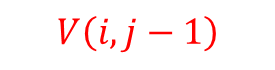 V(i, j − 1)